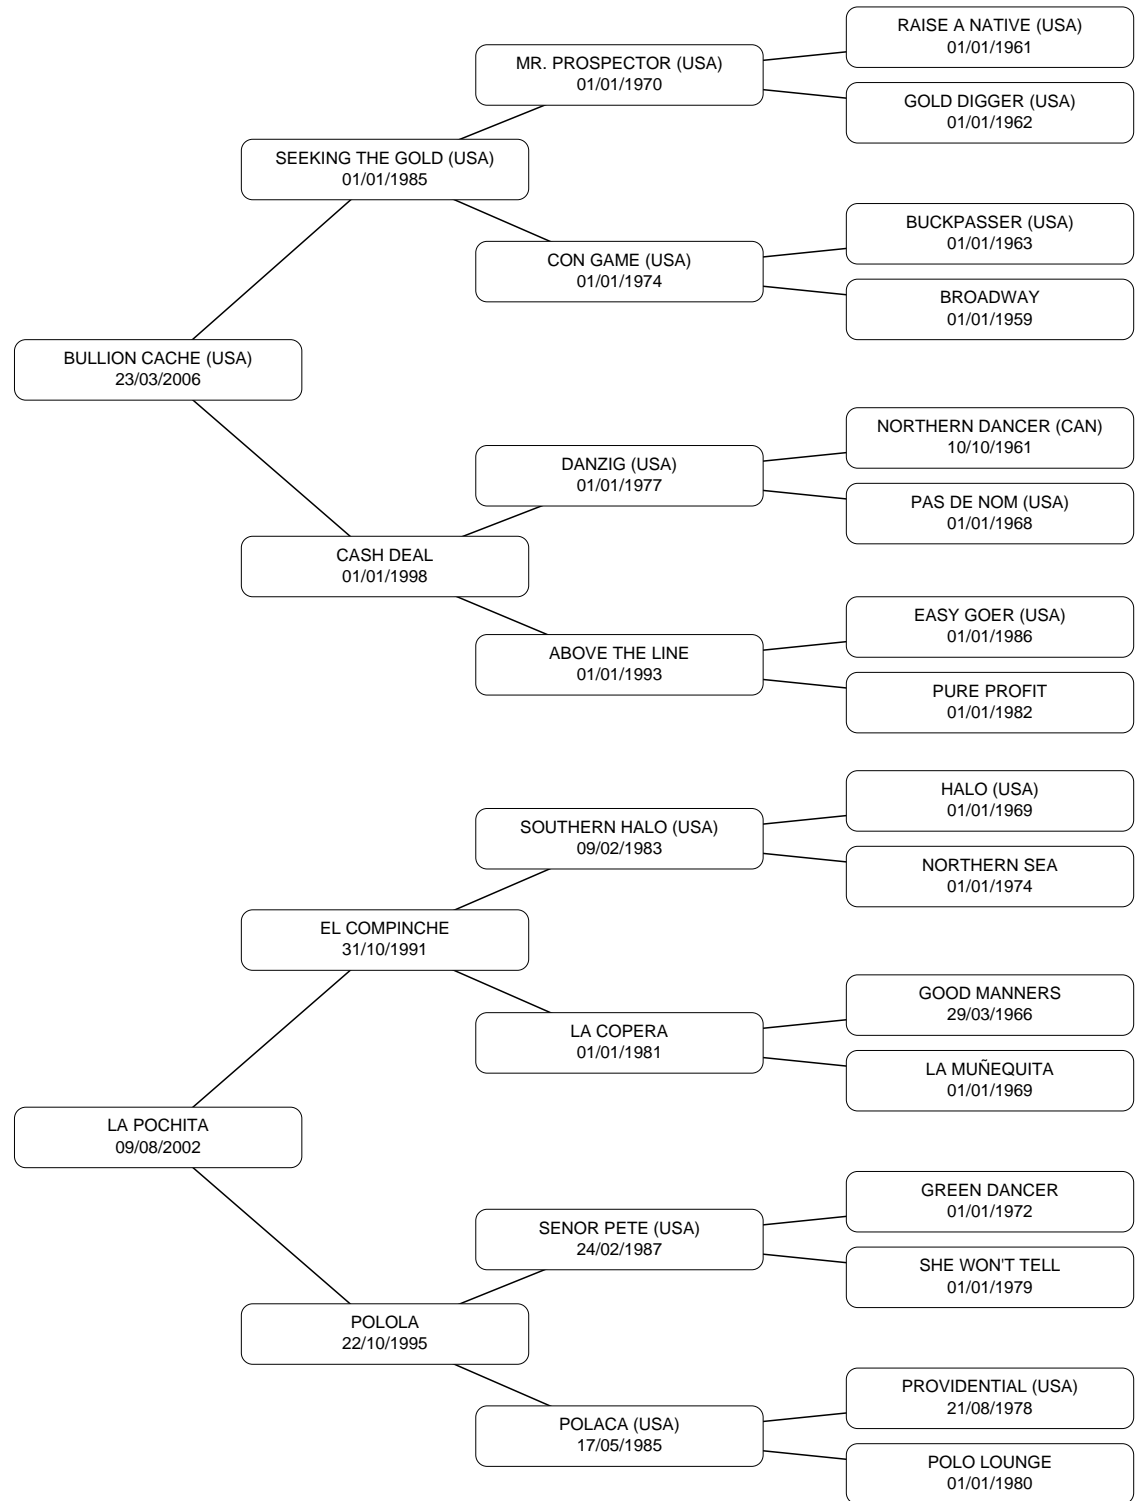 RAISE A NATIVE (USA)
01/01/1961
MR. PROSPECTOR (USA)
01/01/1970
GOLD DIGGER (USA)
01/01/1962
SEEKING THE GOLD (USA)
01/01/1985
BUCKPASSER (USA)
01/01/1963
CON GAME (USA)
01/01/1974
BROADWAY
01/01/1959
BULLION CACHE (USA)
23/03/2006
NORTHERN DANCER (CAN)
10/10/1961
DANZIG (USA)
01/01/1977
PAS DE NOM (USA)
01/01/1968
CASH DEAL
01/01/1998
EASY GOER (USA)
01/01/1986
ABOVE THE LINE
01/01/1993
PURE PROFIT
01/01/1982
HALO (USA)
01/01/1969
SOUTHERN HALO (USA)
09/02/1983
NORTHERN SEA
01/01/1974
EL COMPINCHE
31/10/1991
GOOD MANNERS
29/03/1966
LA COPERA
01/01/1981
LA MUÑEQUITA
01/01/1969
LA POCHITA
09/08/2002
GREEN DANCER
01/01/1972
SENOR PETE (USA)
24/02/1987
SHE WON'T TELL
01/01/1979
POLOLA
22/10/1995
PROVIDENTIAL (USA)
21/08/1978
POLACA (USA)
17/05/1985
POLO LOUNGE
01/01/1980